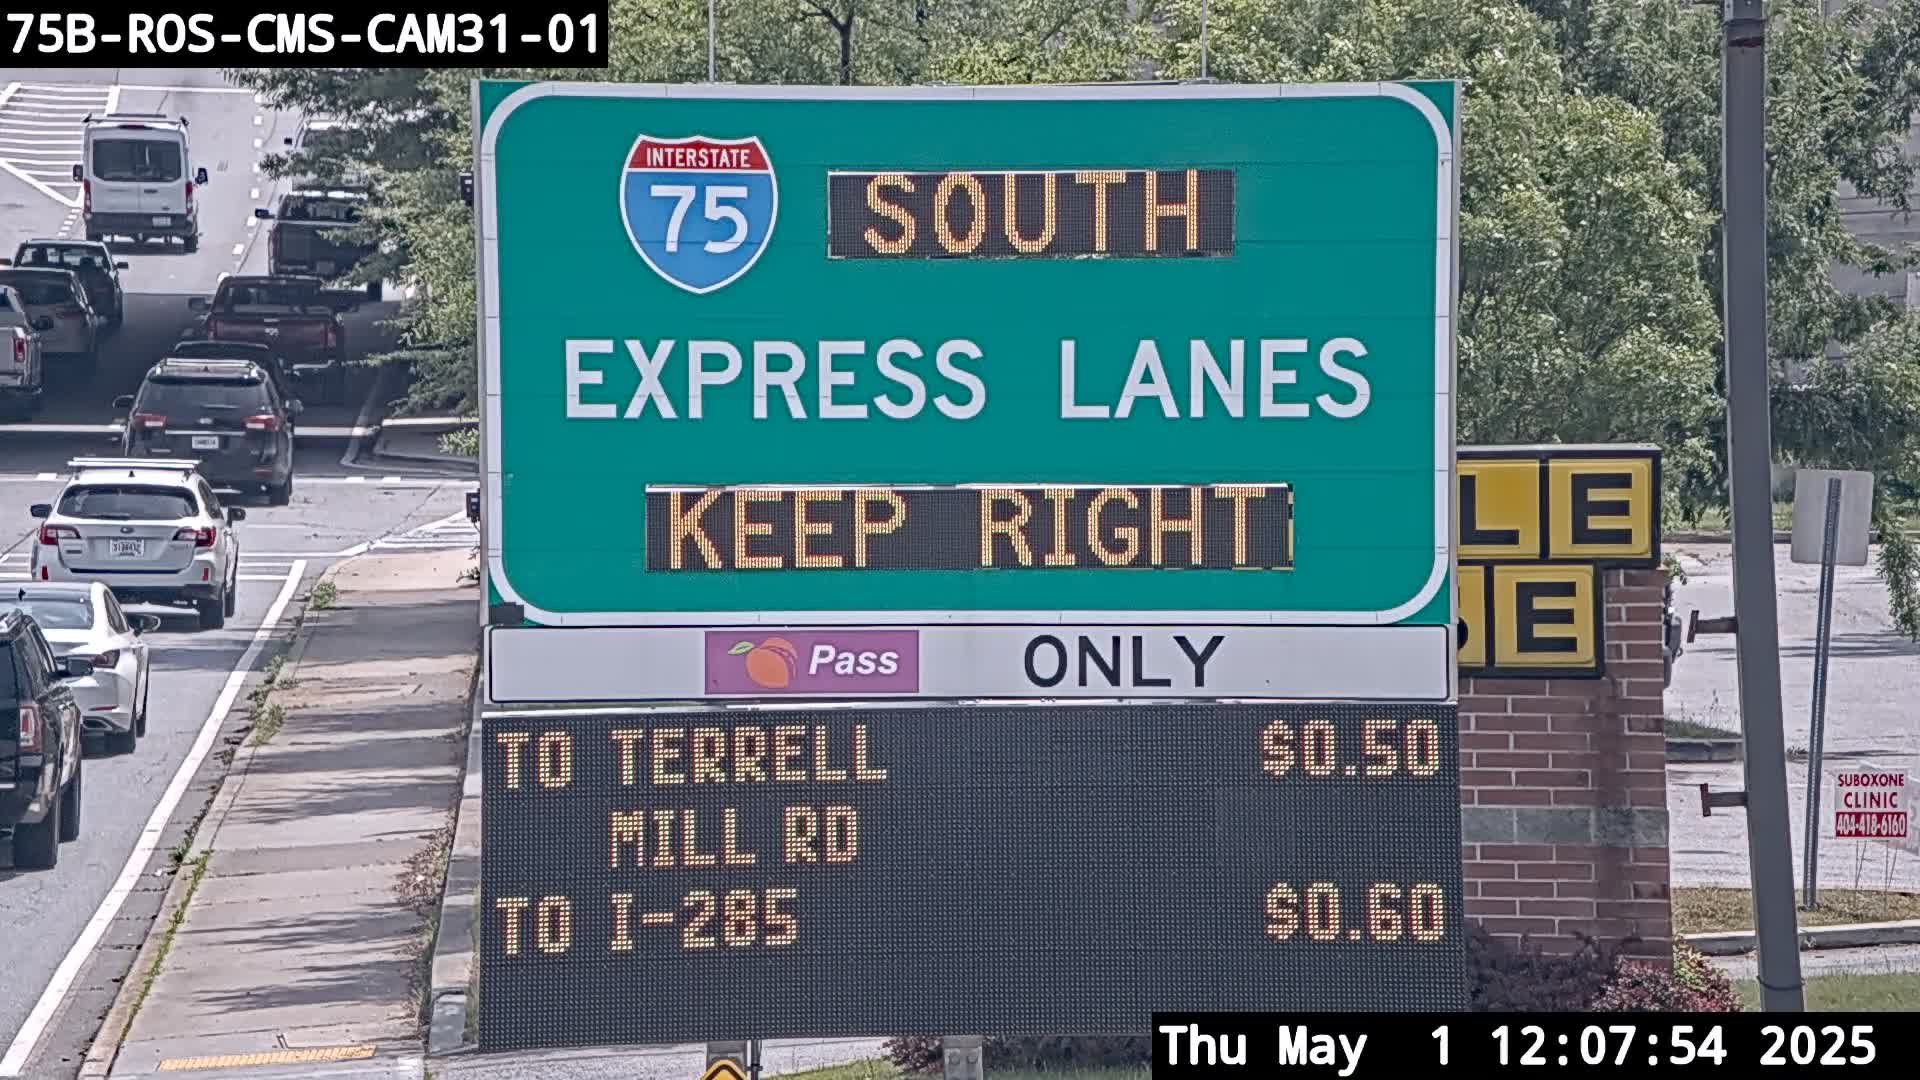 75B-ROS-CMS-CAM31-01
INTERSTATE
75
SOUTH
EXPRESS LANES
KEEP RIGHT
Pass ONLY
TO TERRELL $0.50
MILL RD
TO I-285 $0.60
LE
E
SUBOXONE
CLINIC
404-418-6160
Thu May 1 12:07:54 2025